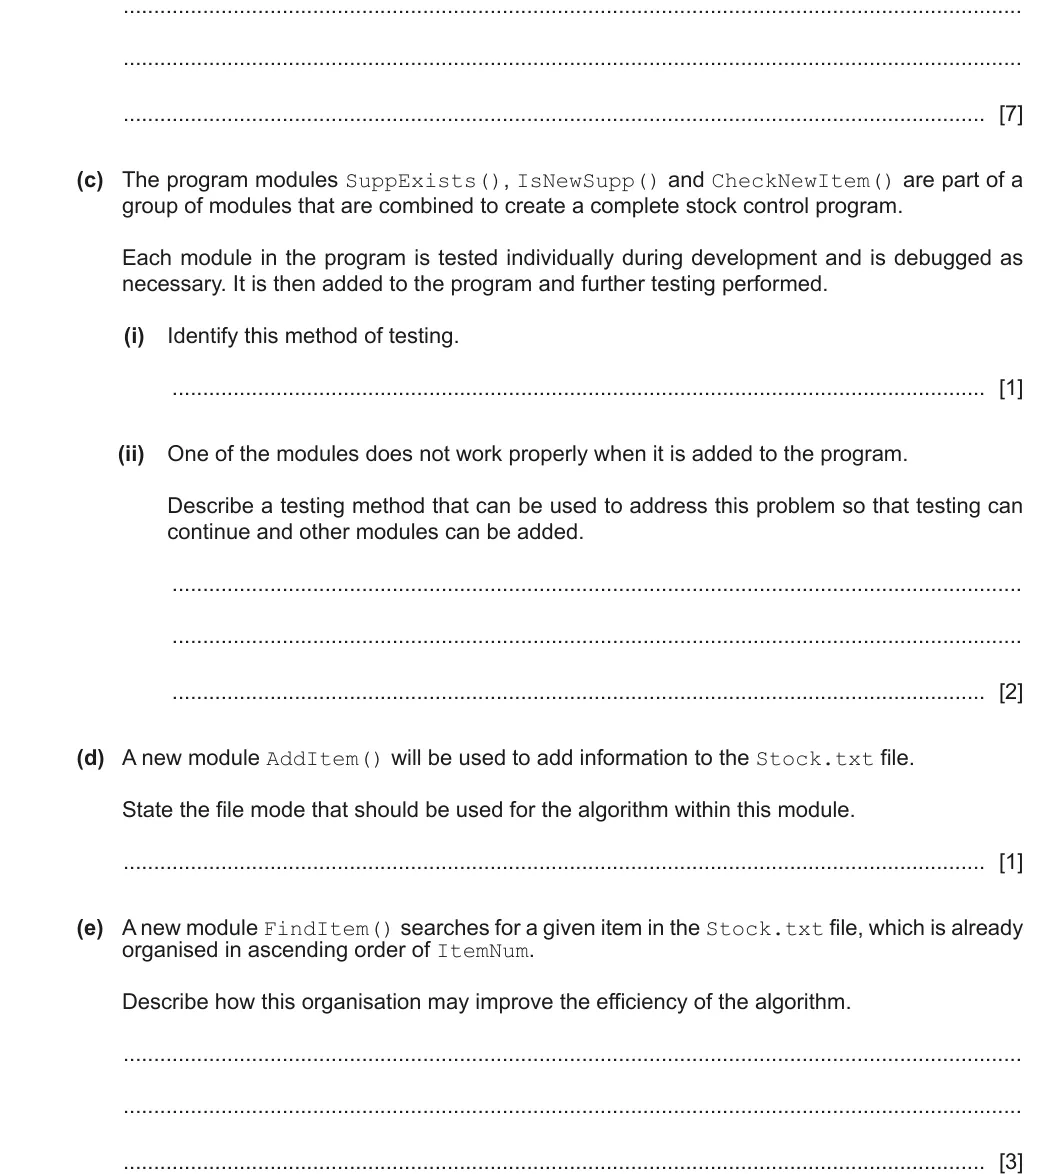 [7]
(c) The program modules SuppExists(), IsNewSupp() and CheckNewItem() are part of a
group of modules that are combined to create a complete stock control program.
Each module in the program is tested individually during development and is debugged as
necessary. It is then added to the program and further testing performed.
(i) Identify this method of testing.
[1]
(ii) One of the modules does not work properly when it is added to the program.
Describe a testing method that can be used to address this problem so that testing can
continue and other modules can be added.
[2]
(d) A new module AddItem() will be used to add information to the Stock.txt file.
State the file mode that should be used for the algorithm within this module.
[1]
(e) A new module FindItem() searches for a given item in the Stock.txt file, which is already
organised in ascending order of ItemNum.
Describe how this organisation may improve the efficiency of the algorithm.
[3]